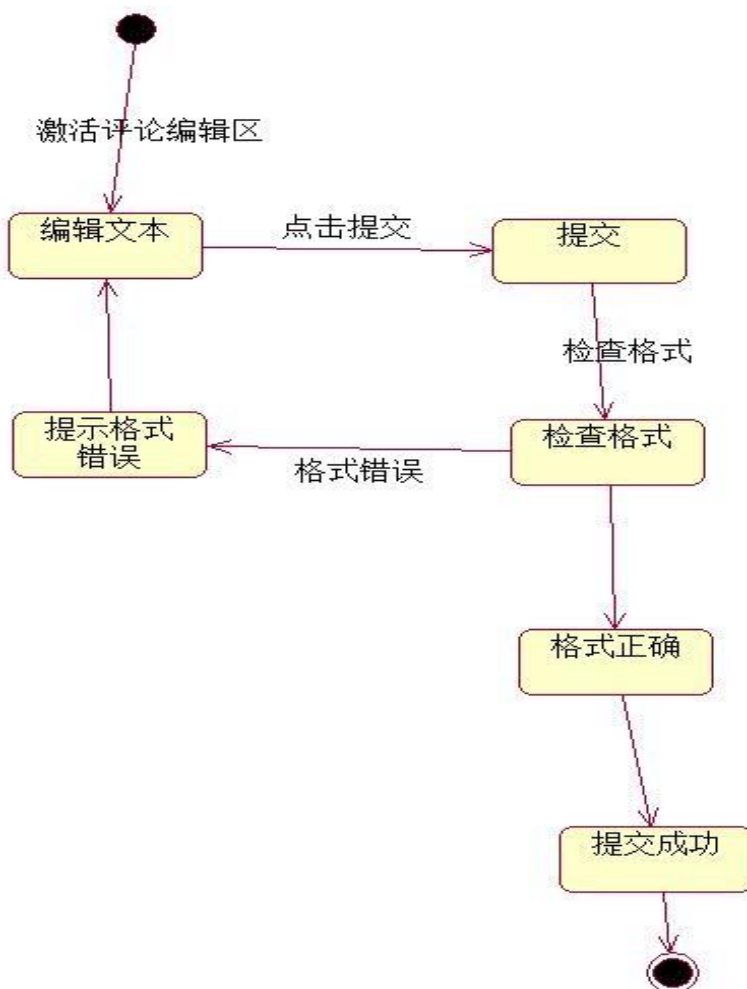 激活评论编辑区
编辑文本
点击提交
提交
检查格式
提示格式
错误
格式错误
检查格式
格式正确
提交成功